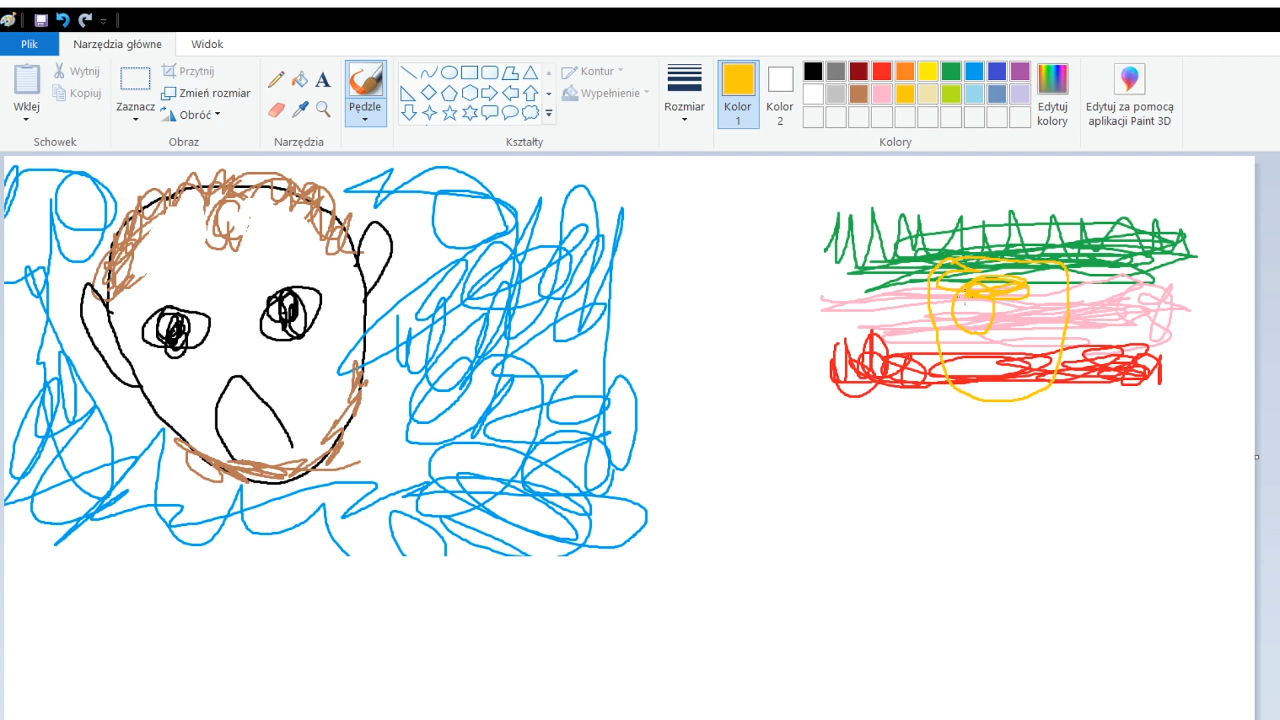 Plik Narzędzia główne Widok
Wklej
Wytnij
Kopiuj
Schowek
Zaznacz
Przytnij
Zmień rozmiar
Obróć
Obraz
A
Narzędzia
Pędzle
Kontur
Wypełnienie
Kształty
Rozmiar
Kolor
1
Kolor
2
Edytuj
kolory
Kolory
Edytuj za pomocą
aplikacji Paint 3D